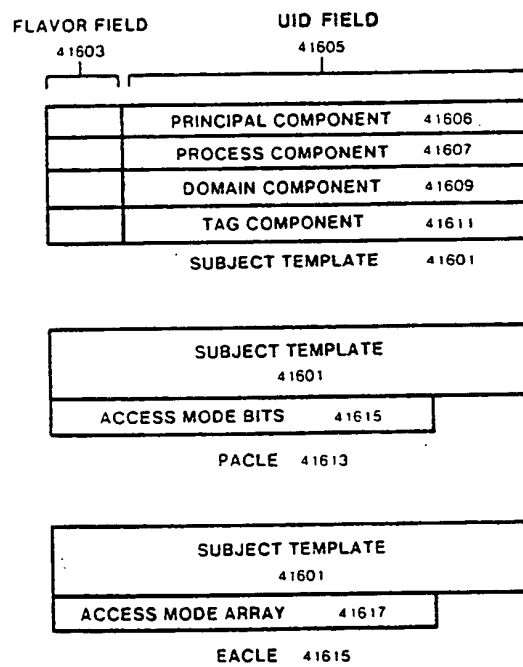 FLAVOR FIELD UID FIELD
41603 41605
PRINCIPAL COMPONENT 41606
PROCESS COMPONENT 41607
DOMAIN COMPONENT 41609
TAG COMPONENT 41611
SUBJECT TEMPLATE 41601
SUBJECT TEMPLATE
41601
ACCESS MODE BITS 41615
PACLE 41613
SUBJECT TEMPLATE
41601
ACCESS MODE ARRAY 41617
EACLE 41615